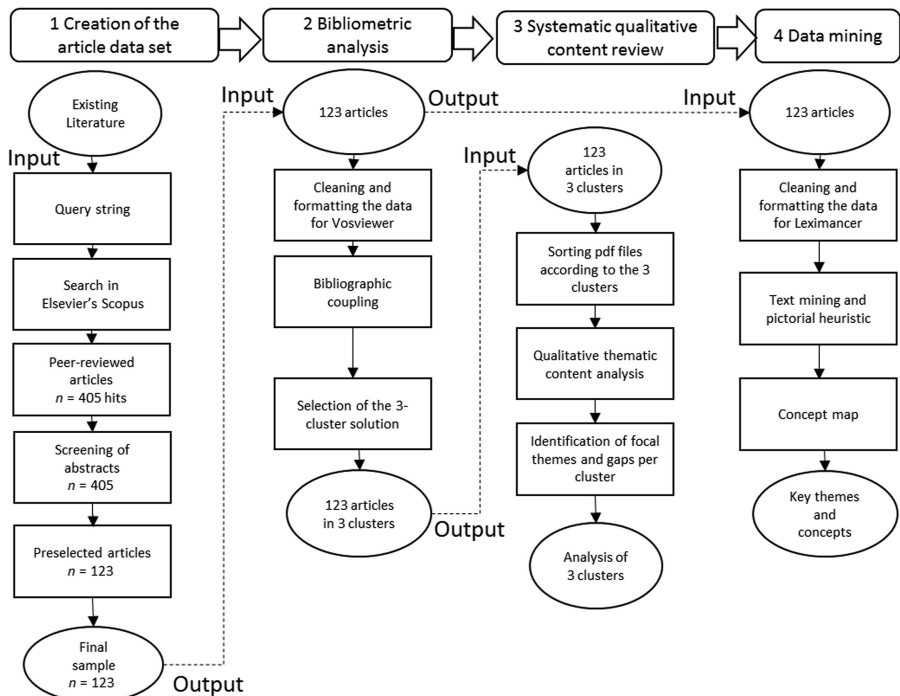 1 Creation of the
article data set
2 Bibliometric
analysis
3 Systematic qualitative
content review
4 Data mining
Existing
Literature
Input
Query string
Search in
Elsevier's Scopus
Peer-reviewed
articles
n = 405 hits
Screening of
abstracts
n = 405
Preselected articles
n = 123
Final
sample
n = 123
Output
Input
123 articles
Cleaning and
formatting the data
for Vosviewer
Bibliographic
coupling
Selection of the 3-
cluster solution
123 articles
in 3 clusters
Output
Output
Input
123
articles in
3 clusters
Sorting pdf files
according to the 3
clusters
Qualitative thematic
content analysis
Identification of focal
themes and gaps per
cluster
Analysis of
3 clusters
Input
123 articles
Cleaning and
formatting the data
for Leximancer
Text mining and
pictorial heuristic
Concept map
Key themes
and
concepts